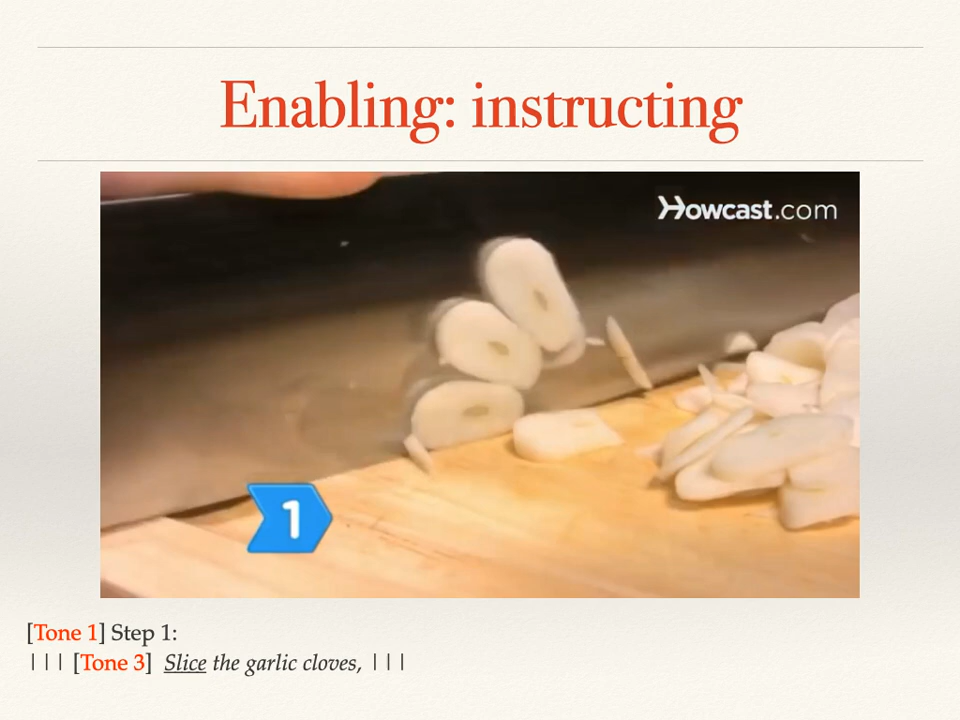 Enabling: instructing
Howcast.com
1
[Tone 1] Step 1:
||| [Tone 3] Slice the garlic cloves, |||